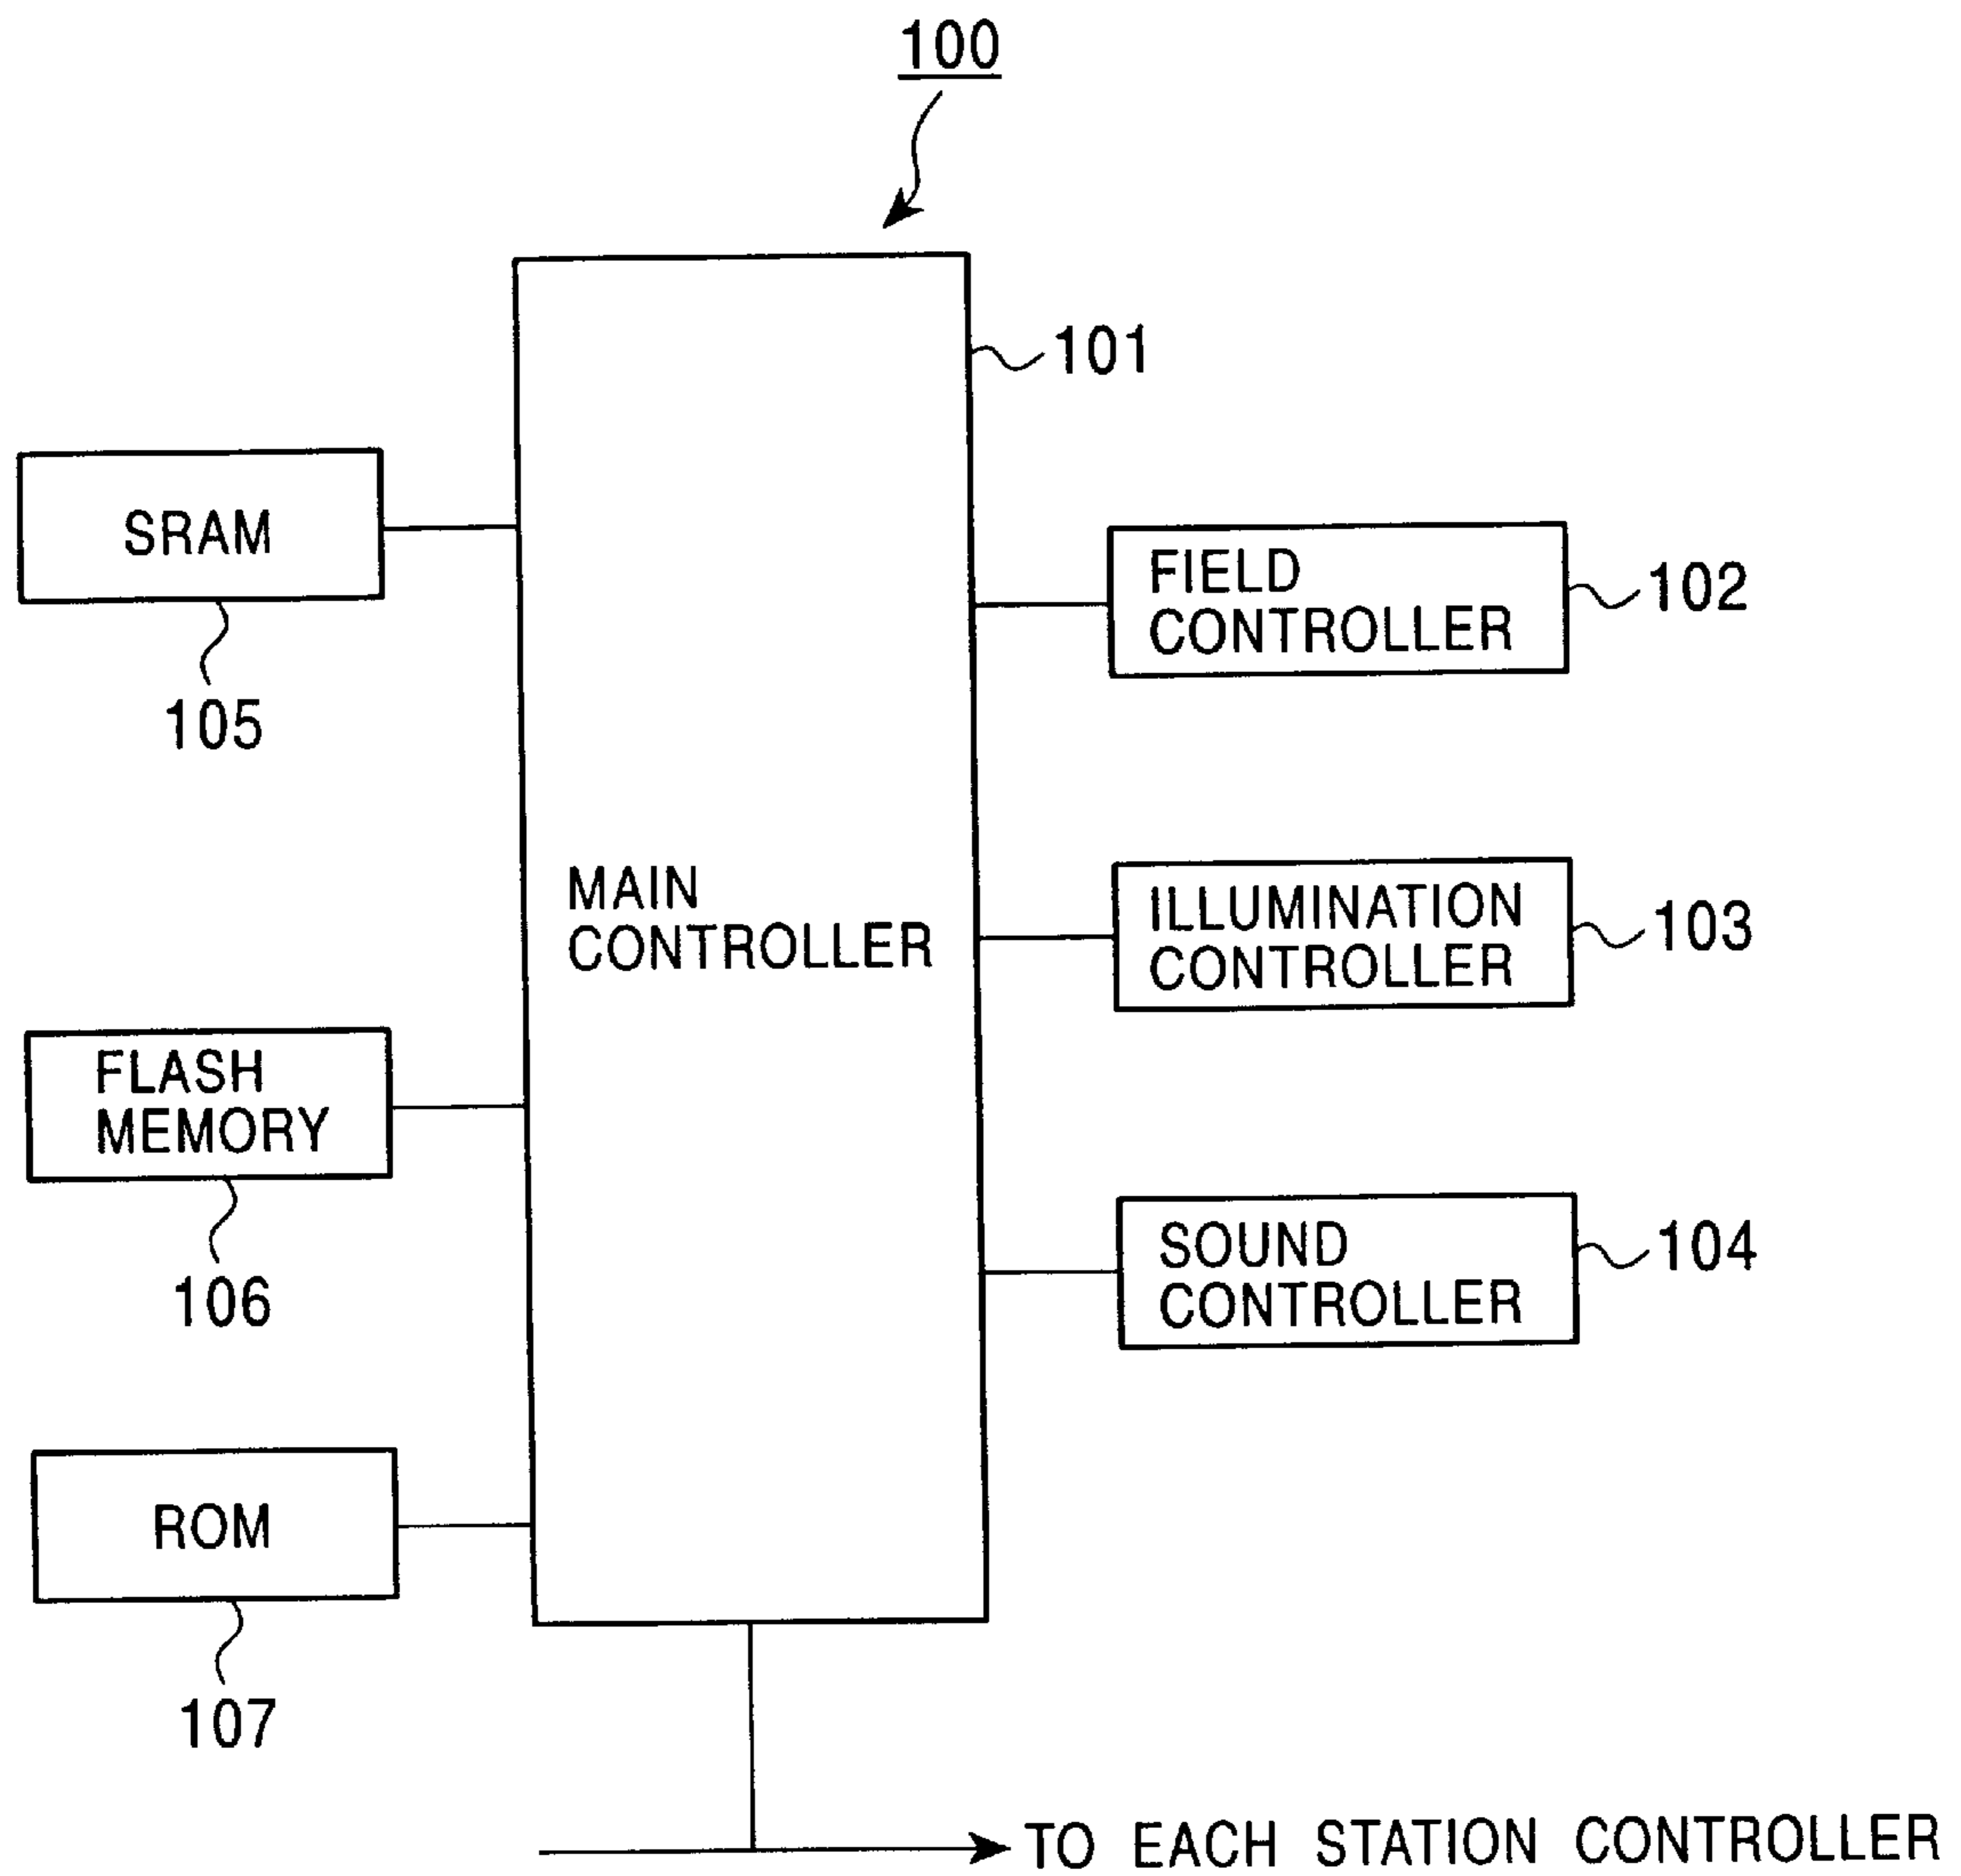 100
101
SRAM
105
FIELD
CONTROLLER
102
MAIN
CONTROLLER
ILLUMINATION
CONTROLLER
103
FLASH
MEMORY
106
SOUND
CONTROLLER
104
ROM
107
TO EACH STATION CONTROLLER